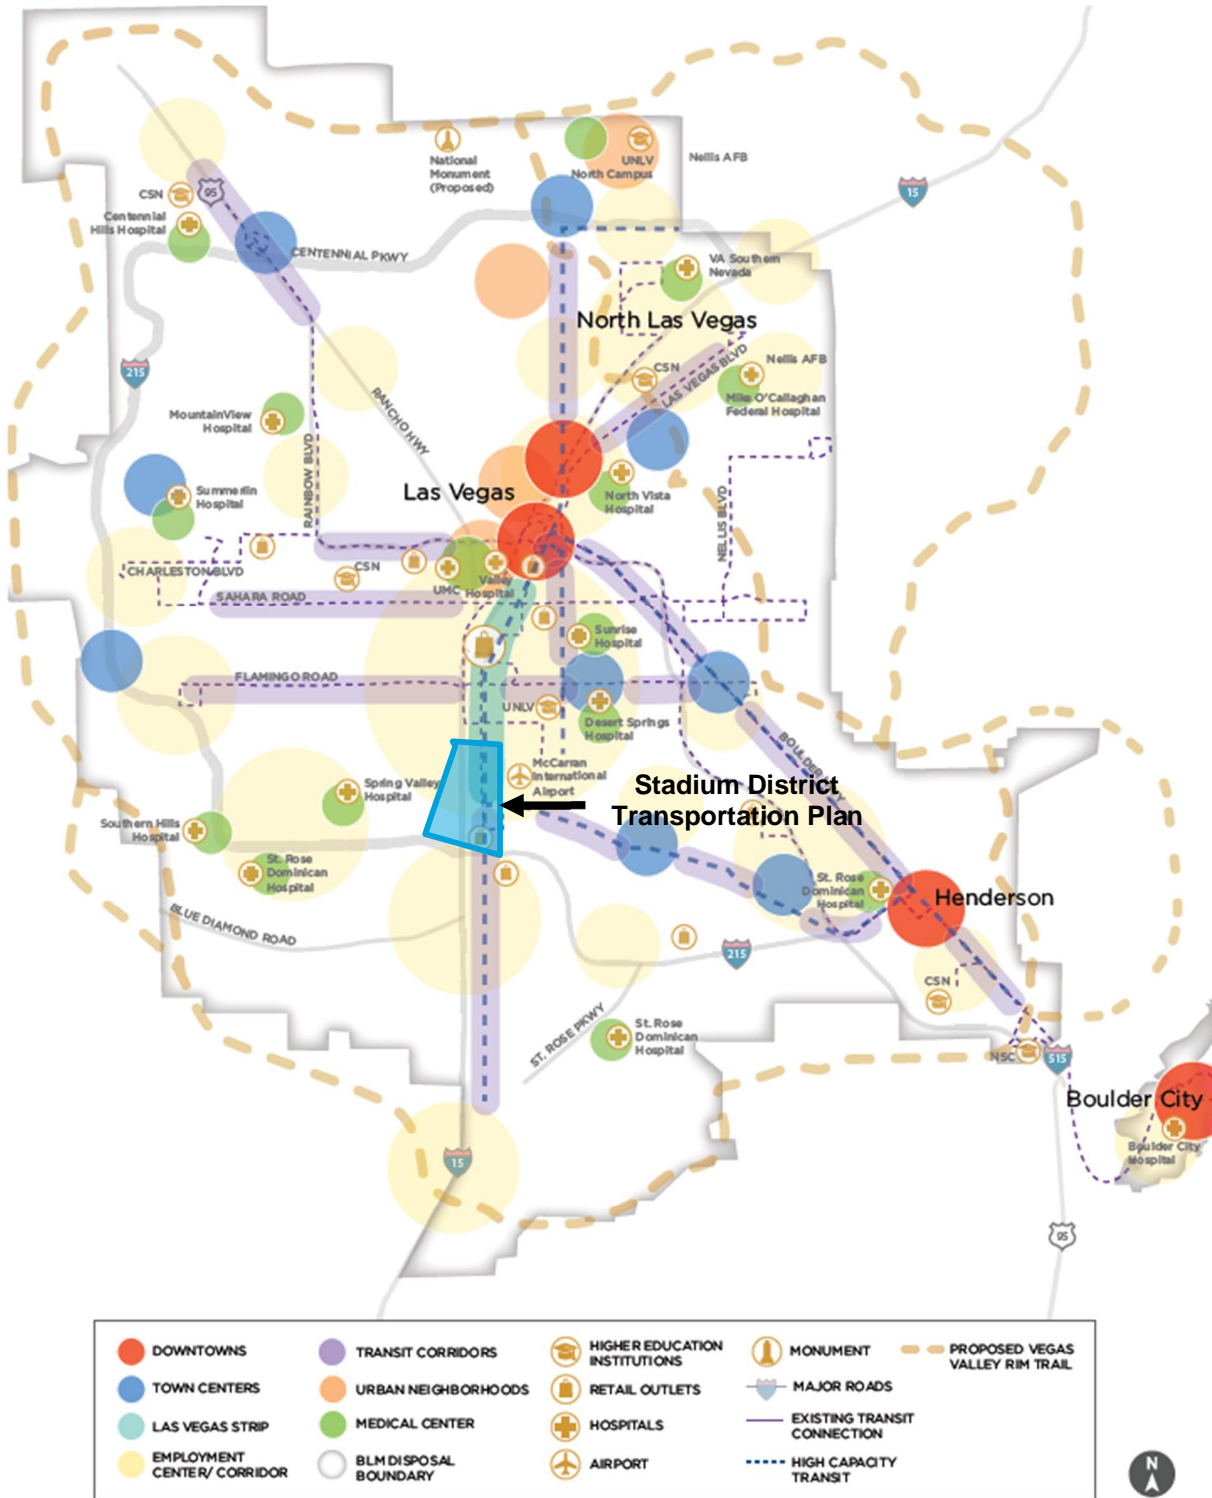 National
Monument
(Proposed)
UNLV
North Campus
Nellis AFB
CSN
95
15
Centennial
Hills Hospital
CENTENNIAL PKWY
VA Southern
Nevada
North Las Vegas
215
RANCHO HWY
CSN
LAS VEGAS BLVD
Nellis AFB
Mike O'Callaghan
Federal Hospital
MountainView
Hospital
RAINBOW BLVD
Las Vegas
Summerlin
Hospital
North Vista
Hospital
NELLIS BLVD
CHARLESTON BLVD
CSN
UMC
Valley
Hospital
SAHARA ROAD
Sunrise
Hospital
FLAMINGO ROAD
UNLV
Desert Springs
Hospital
McCarran
International
Airport
BOULDER
Spring Valley
Hospital
Stadium District
Transportation Plan
Southern Hills
Hospital
St. Rose
Dominican
Hospital
St. Rose
Dominican
Hospital
Henderson
BLUE DIAMOND ROAD
215
CSN
ST. ROSE PKWY
St. Rose
Dominican
Hospital
NSC
515
Boulder City
Boulder City
Hospital
15
95
DOWNTOWNS
TOWN CENTERS
LAS VEGAS STRIP
EMPLOYMENT
CENTER/ CORRIDOR
TRANSIT CORRIDORS
URBAN NEIGHBORHOODS
MEDICAL CENTER
BLM DISPOSAL
BOUNDARY
HIGHER EDUCATION
INSTITUTIONS
RETAIL OUTLETS
HOSPITALS
AIRPORT
MONUMENT
MAJOR ROADS
EXISTING TRANSIT
CONNECTION
HIGH CAPACITY
TRANSIT
PROPOSED VEGAS
VALLEY RIM TRAIL
N